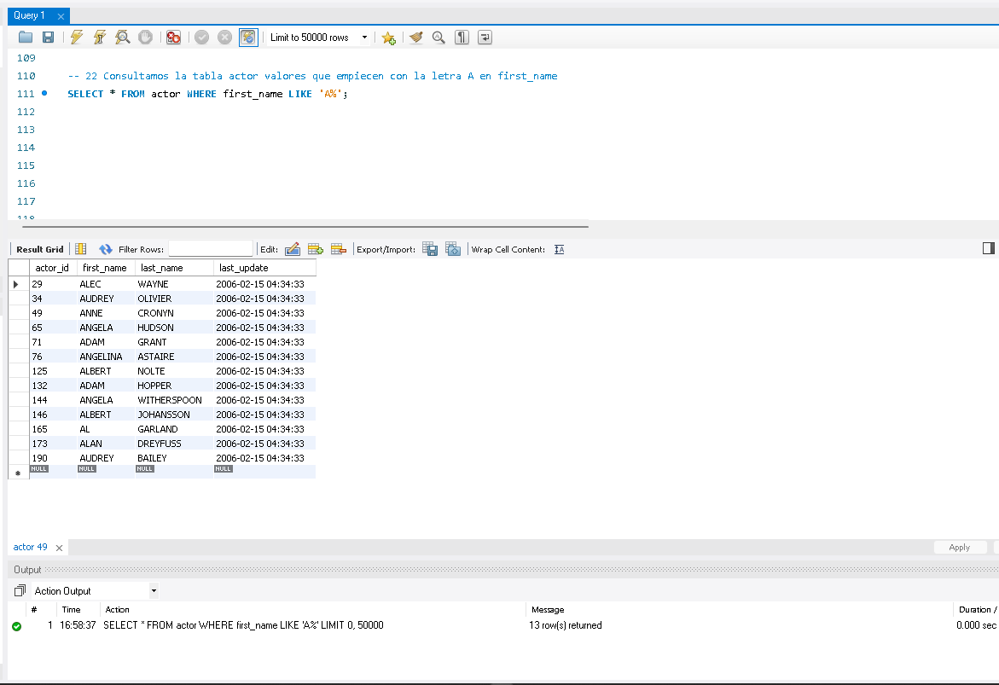 Query 1
Limit to 50000 rows
109
110 -- 22 Consultamos la tabla actor valores que empiecen con la letra A en first_name
111 SELECT * FROM actor WHERE first_name LIKE 'A%';
112
113
114
115
116
117
118
Result Grid Filter Rows: Edit: Export/Import: Wrap Cell Content:
actor_id first_name last_name last_update
29 ALEC WAYNE 2006-02-15 04:34:33
34 AUDREY OLIVIER 2006-02-15 04:34:33
49 ANNE CRONYN 2006-02-15 04:34:33
65 ANGELA HUDSON 2006-02-15 04:34:33
71 ADAM GRANT 2006-02-15 04:34:33
76 ANGELINA ASTAIRE 2006-02-15 04:34:33
125 ALBERT NOLTE 2006-02-15 04:34:33
132 ADAM HOPPER 2006-02-15 04:34:33
144 ANGELA WITHERSPOON 2006-02-15 04:34:33
146 ALBERT JOHANSSON 2006-02-15 04:34:33
165 AL GARLAND 2006-02-15 04:34:33
173 ALAN DREYFUSS 2006-02-15 04:34:33
190 AUDREY BAILEY 2006-02-15 04:34:33
NULL NULL NULL NULL
actor 49
Apply
Output
Action Output
# Time Action Message Duration /
1 16:58:37 SELECT * FROM actor WHERE first_name LIKE 'A%' LIMIT 0, 50000 13 row(s) returned 0.000 sec